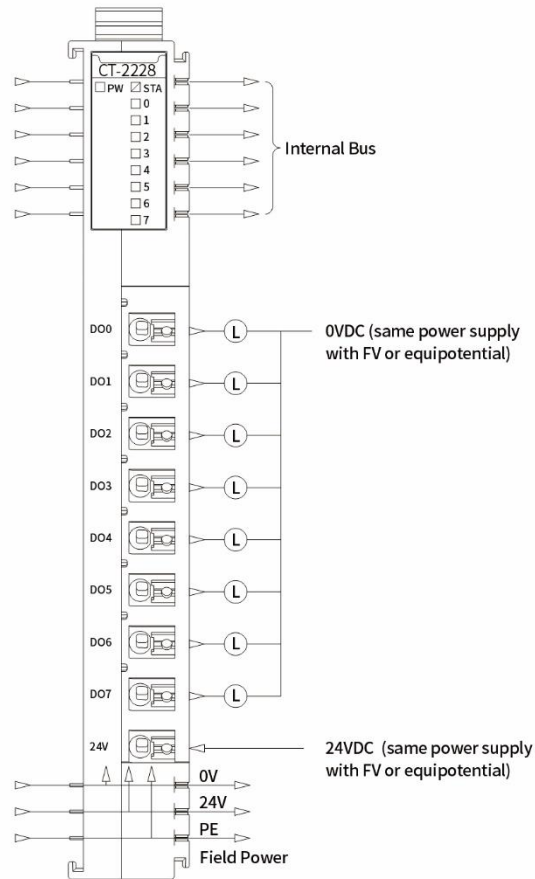 CT-2228
PW STA
0
1
2
3
4
5
6
7
Internal Bus
DO0
L
0VDC (same power supply
with FV or equipotential)
DO1
L
DO2
L
DO3
L
DO4
L
DO5
L
DO6
L
DO7
L
24V
24VDC (same power supply
with FV or equipotential)
0V
24V
PE
Field Power